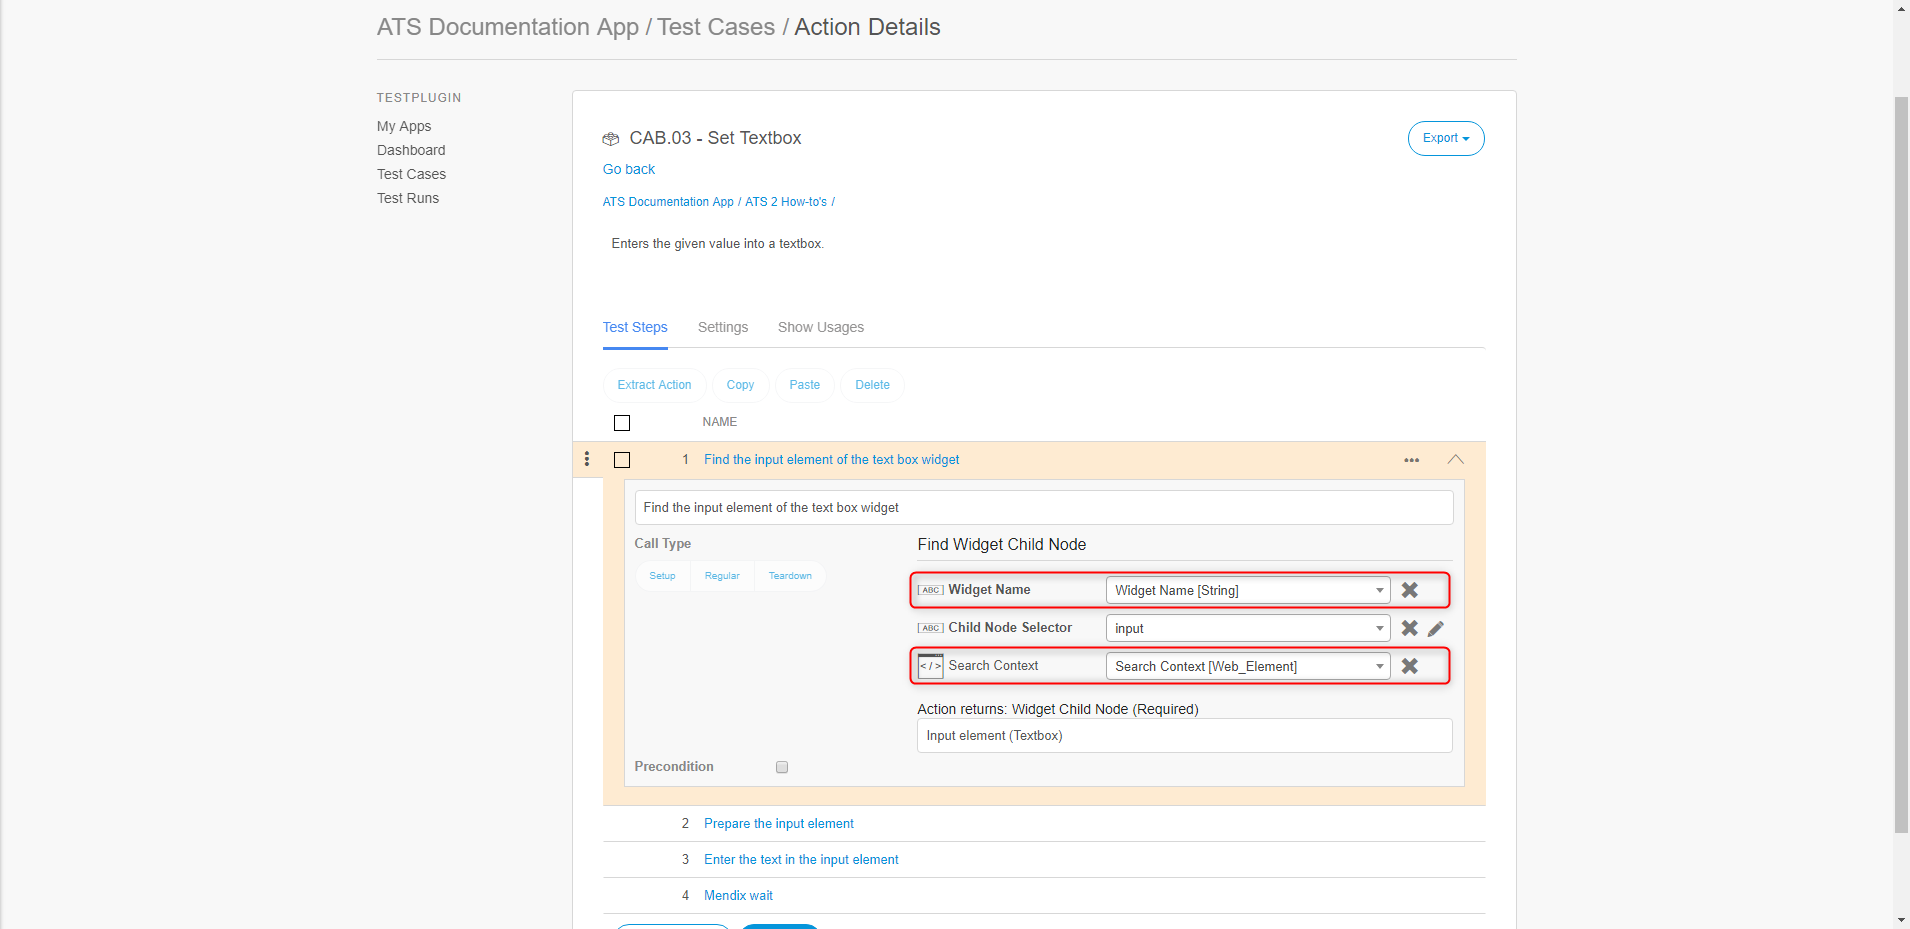 ATS Documentation App / Test Cases / Action Details
TESTPLUGIN
My Apps
Dashboard
Test Cases
Test Runs
CAB.03 - Set Textbox
Export
Go back
ATS Documentation App / ATS 2 How-to's /
Enters the given value into a textbox.
Test Steps Settings Show Usages
Extract Action Copy Paste Delete
NAME
1 Find the input element of the text box widget
Find the input element of the text box widget
Call Type
Setup Regular Teardown
Find Widget Child Node
ABC Widget Name Widget Name [String]
ABC Child Node Selector input
</> Search Context Search Context [Web_Element]
Action returns: Widget Child Node (Required)
Input element (Textbox)
Precondition
2 Prepare the input element
3 Enter the text in the input element
4 Mendix wait